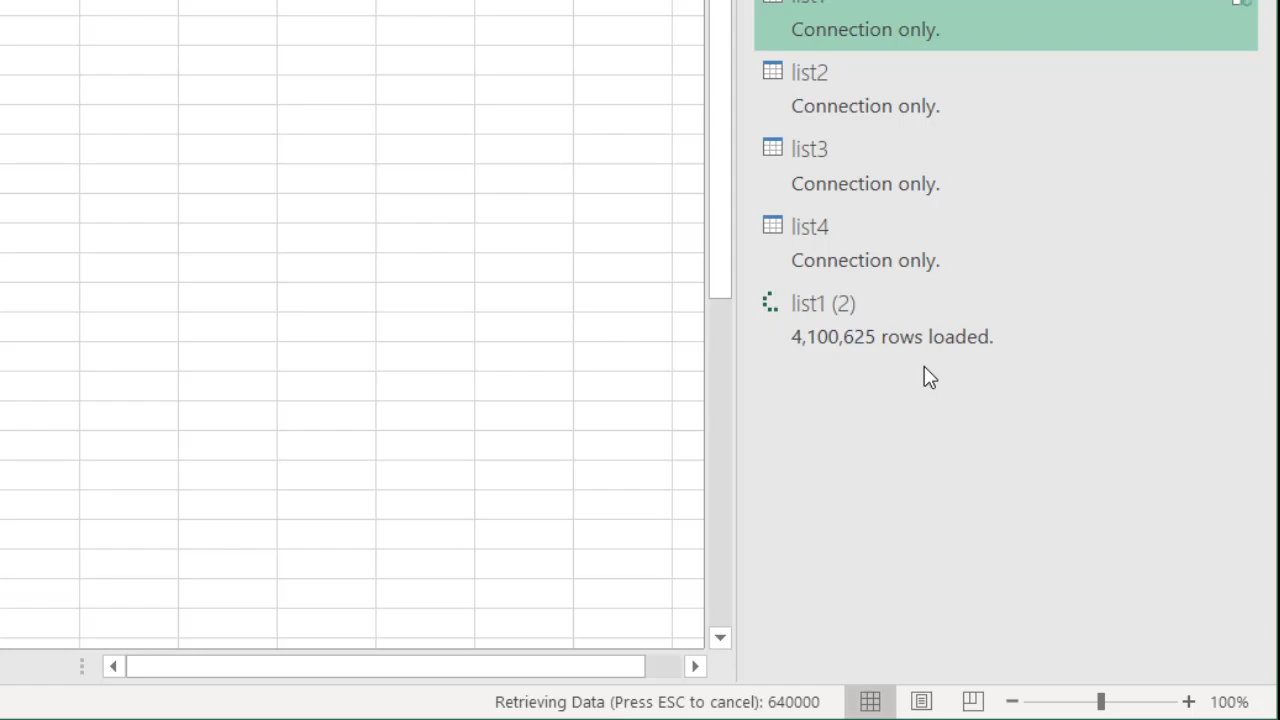 Connection only.
list2
Connection only.
list3
Connection only.
list4
Connection only.
list1 (2)
4,100,625 rows loaded.
Retrieving Data (Press ESC to cancel): 640000
100%